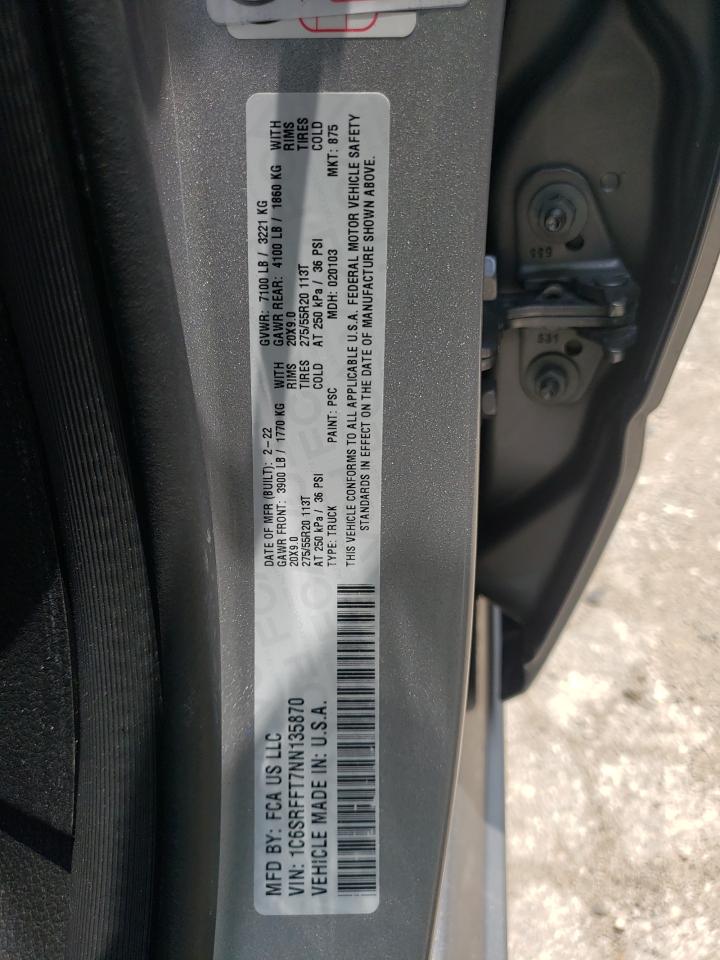 MFD BY: FCA US LLC
VIN: 1C6SRFFT7NN135870
VEHICLE MADE IN: U.S.A.
DATE OF MFR (BUILT): 2-22 GVWR: 7100 LB / 3221 KG
GAWR FRONT: 3900 LB / 1770 KG WITH GAWR REAR: 4100 LB / 1860 KG WITH
20X9.0 RIMS 20X9.0 RIMS
275/55R20 113T TIRES 275/55R20 113T TIRES
AT 250 kPa / 36 PSI COLD AT 250 kPa / 36 PSI COLD
TYPE: TRUCK PAINT: PSC MDH: 020103 MKT: 875
THIS VEHICLE CONFORMS TO ALL APPLICABLE U.S.A. FEDERAL MOTOR VEHICLE SAFETY
STANDARDS IN EFFECT ON THE DATE OF MANUFACTURE SHOWN ABOVE.
531